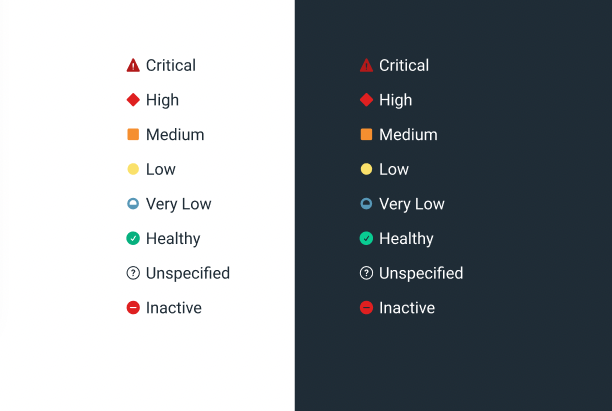 Critical
High
Medium
Low
Very Low
Healthy
Unspecified
Inactive
Critical
High
Medium
Low
Very Low
Healthy
Unspecified
Inactive